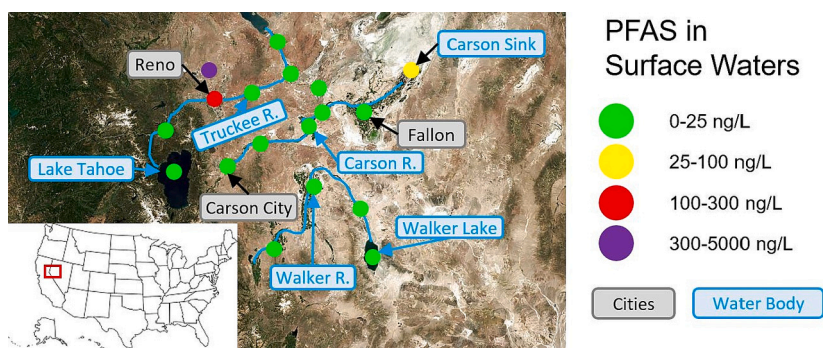 Carson Sink
Reno
Truckee R.
Fallon
Lake Tahoe
Carson R.
Carson City
Walker Lake
Walker R.
PFAS in
Surface Waters
0-25 ng/L
25-100 ng/L
100-300 ng/L
300-5000 ng/L
Cities
Water Body